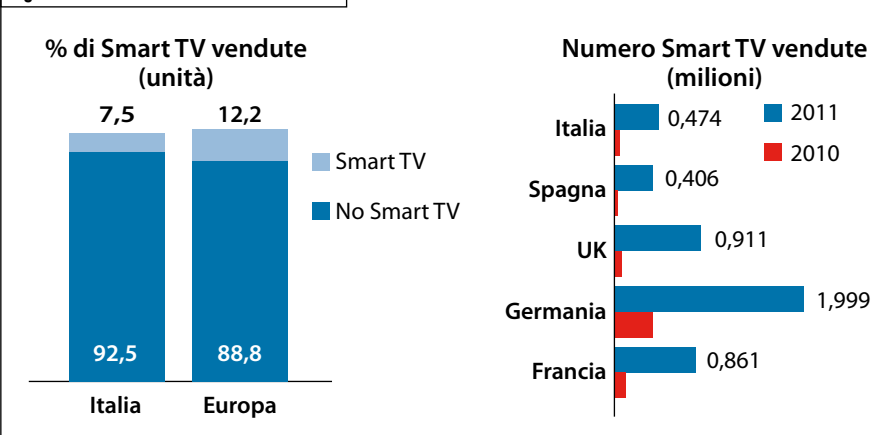 % di Smart TV vendute
(unità)
7,5
12,2
Smart TV
No Smart TV
92,5
88,8
Italia
Europa
Numero Smart TV vendute
(milioni)
Italia
0,474
2011
2010
Spagna
0,406
UK
0,911
Germania
1,999
Francia
0,861